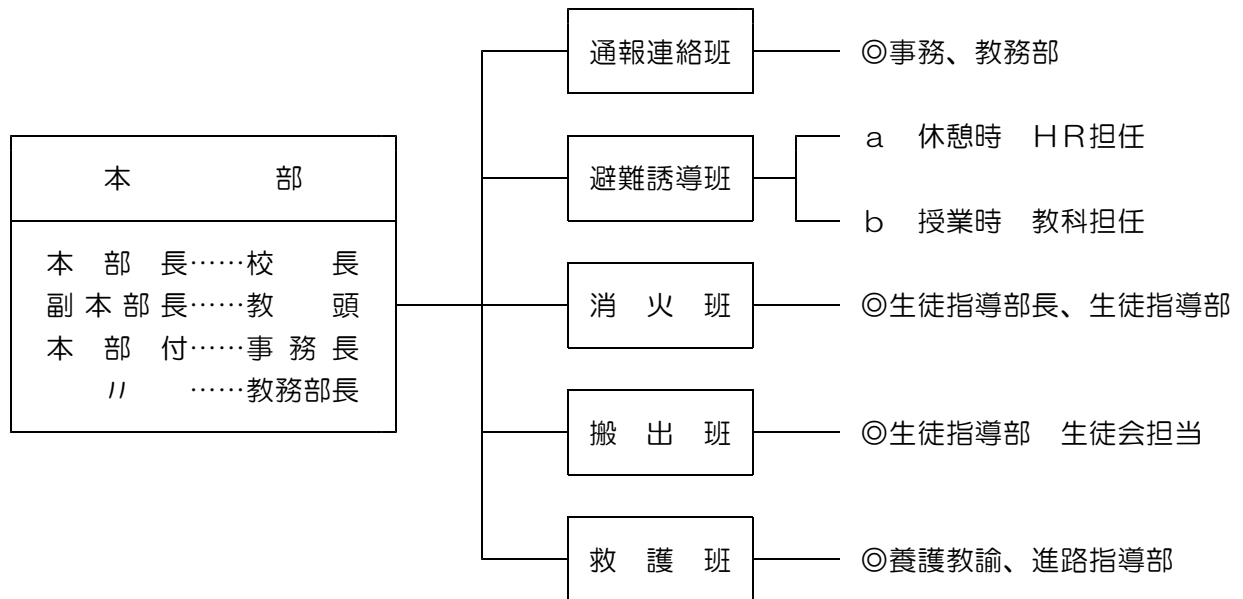 本部
本部長……校長
副本部長……教頭
本部付……事務長
〃……教務部長
通報連絡班
◎事務、教務部
避難誘導班
a 休憩時 HR担任
b 授業時 教科担任
消火班
◎生徒指導部長、生徒指導部
搬出班
◎生徒指導部 生徒会担当
救護班
◎養護教諭、進路指導部